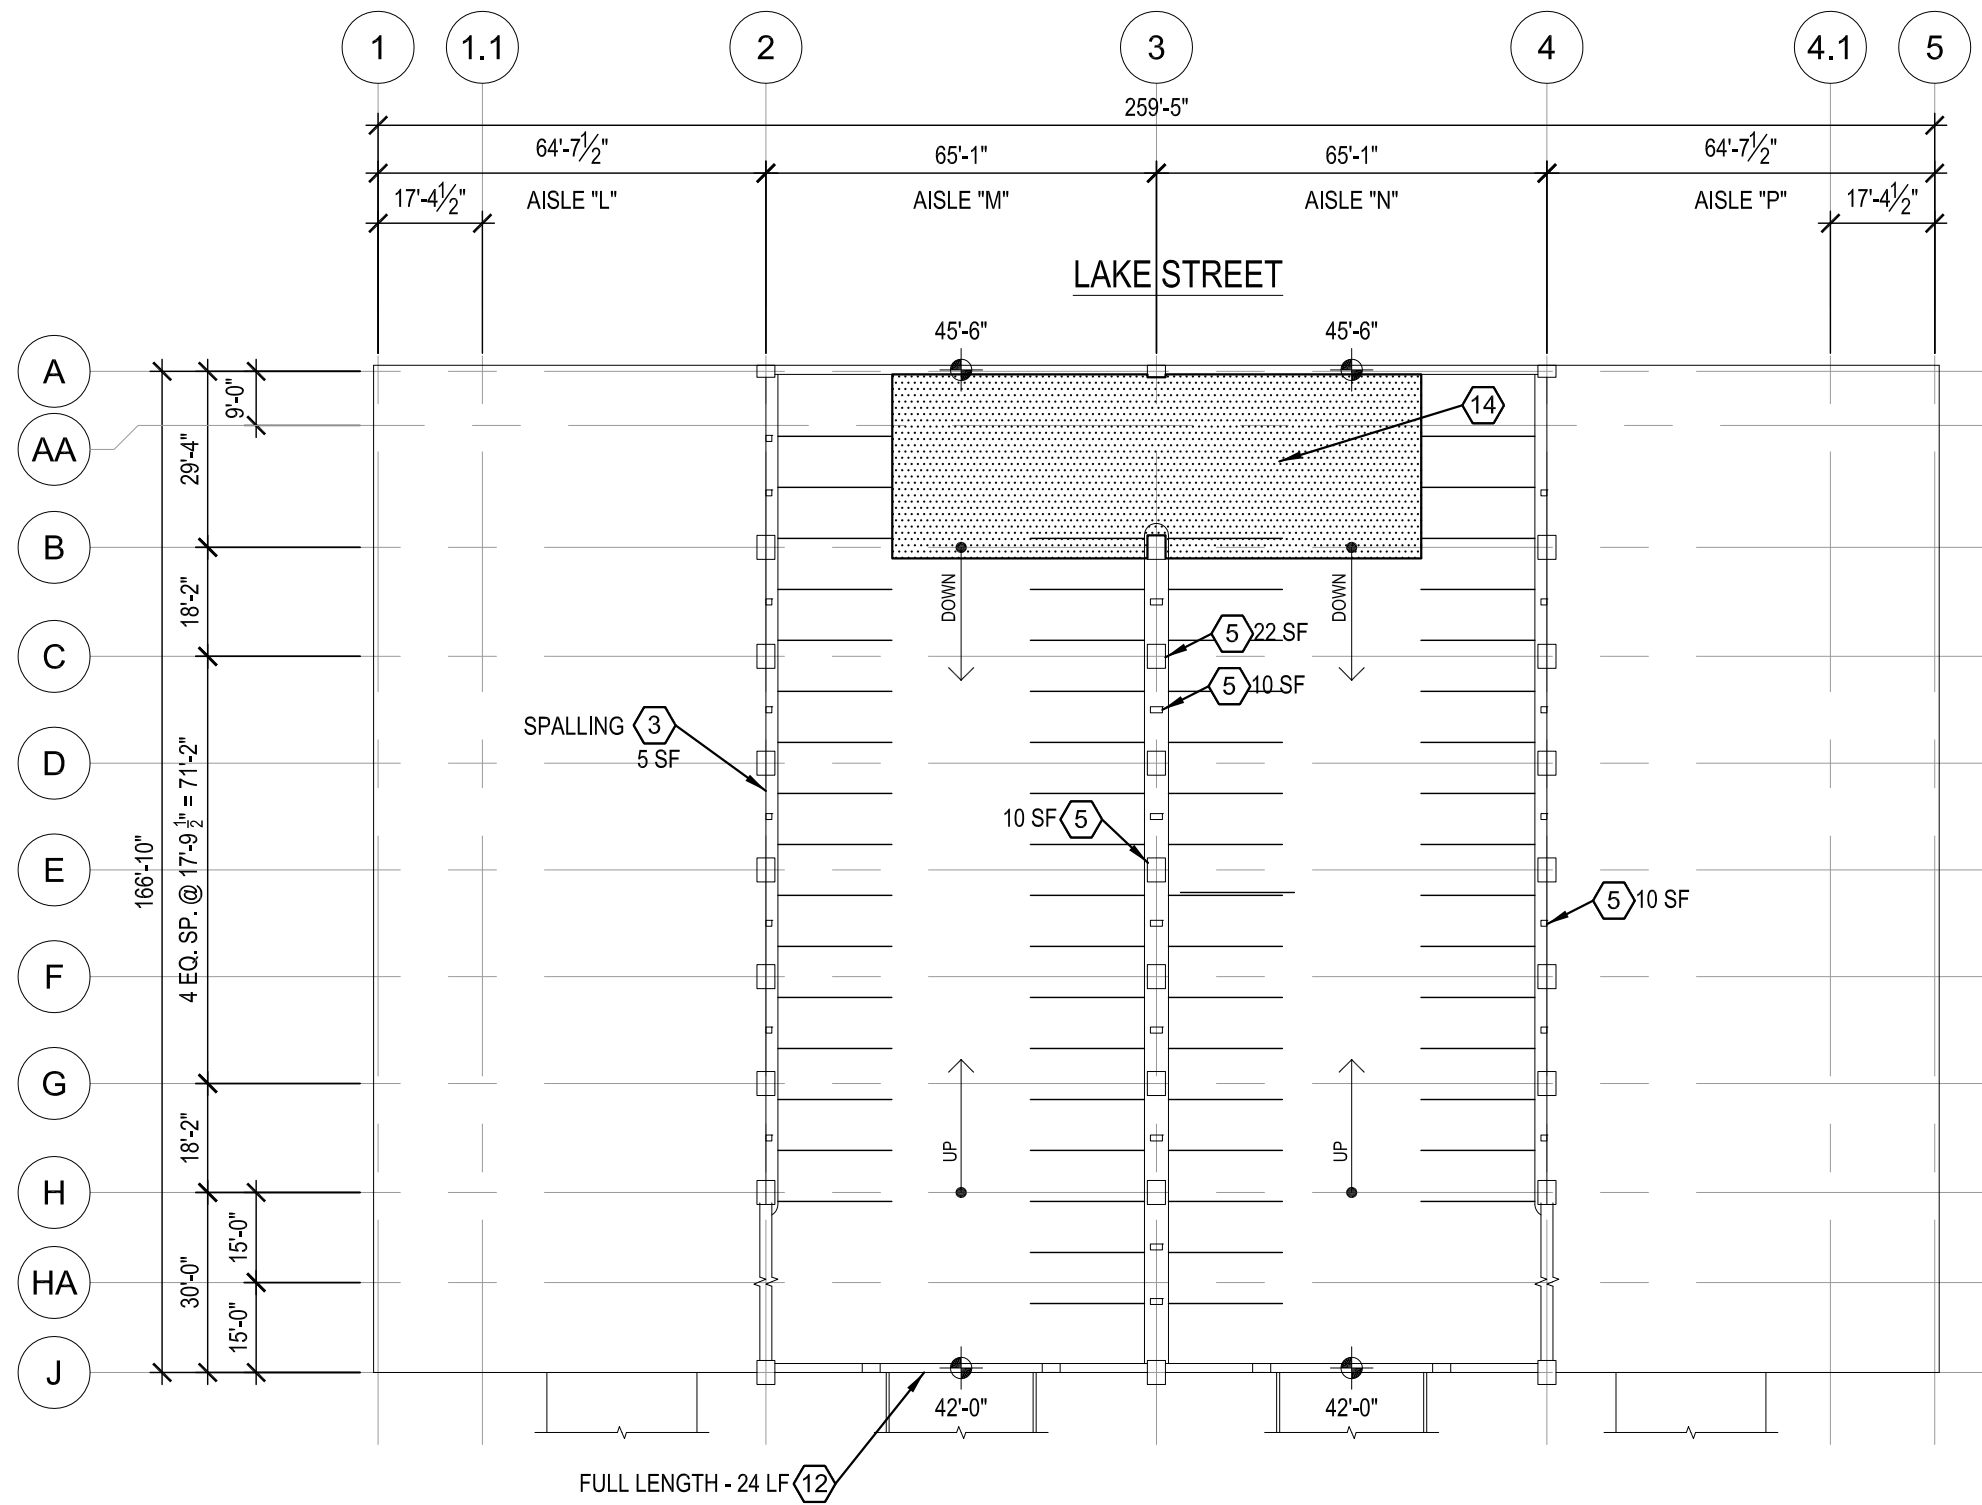 1 1.1 2 3 4 4.1 5
259'-5"
64'-7½" 65'-1" 65'-1" 64'-7½"
17'-4½" AISLE "L" AISLE "M" AISLE "N" AISLE "P" 17'-4½"
LAKE STREET
45'-6" 45'-6"
A
9'-0"
14
AA
29'-4"
B
DOWN DOWN
18'-2"
5 22 SF
C
5 10 SF
SPALLING 3
5 SF
D
4 EQ. SP. @ 17'-9 ½" = 71'-2"
10 SF 5
166'-10"
E
5 10 SF
F
G
UP UP
18'-2"
H
15'-0"
30'-0"
HA
15'-0"
J
42'-0" 42'-0"
FULL LENGTH - 24 LF 12